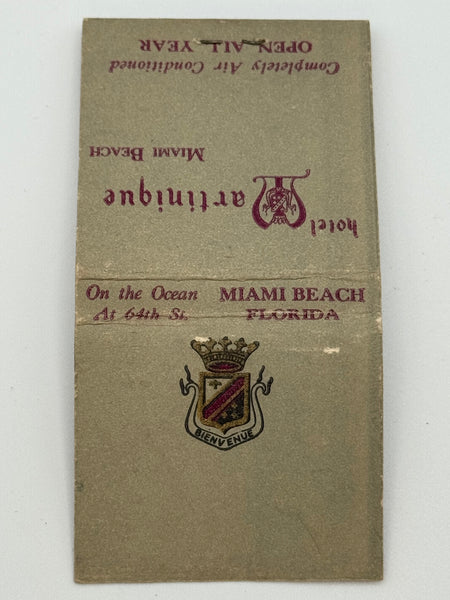 Completely Air Conditioned
OPEN ALL YEAR
hotel Martinique
MIAMI BEACH
On the Ocean
At 64th St.
MIAMI BEACH
FLORIDA
BIENVENUE